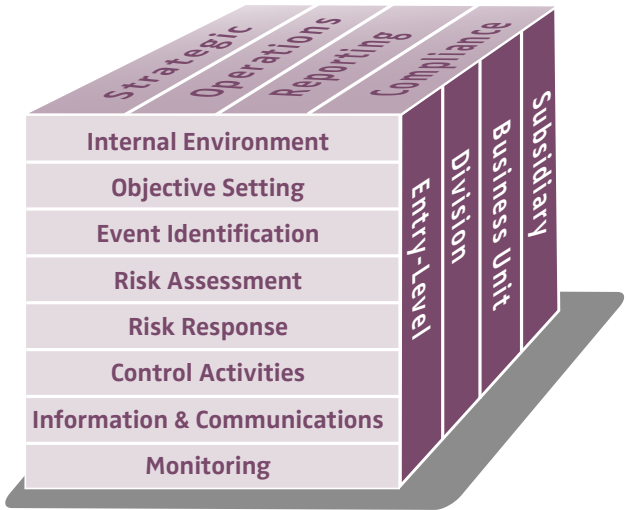 Strategic
Operations
Reporting
Compliance
Internal Environment
Objective Setting
Event Identification
Risk Assessment
Risk Response
Control Activities
Information & Communications
Monitoring
Entry-Level
Division
Business Unit
Subsidiary